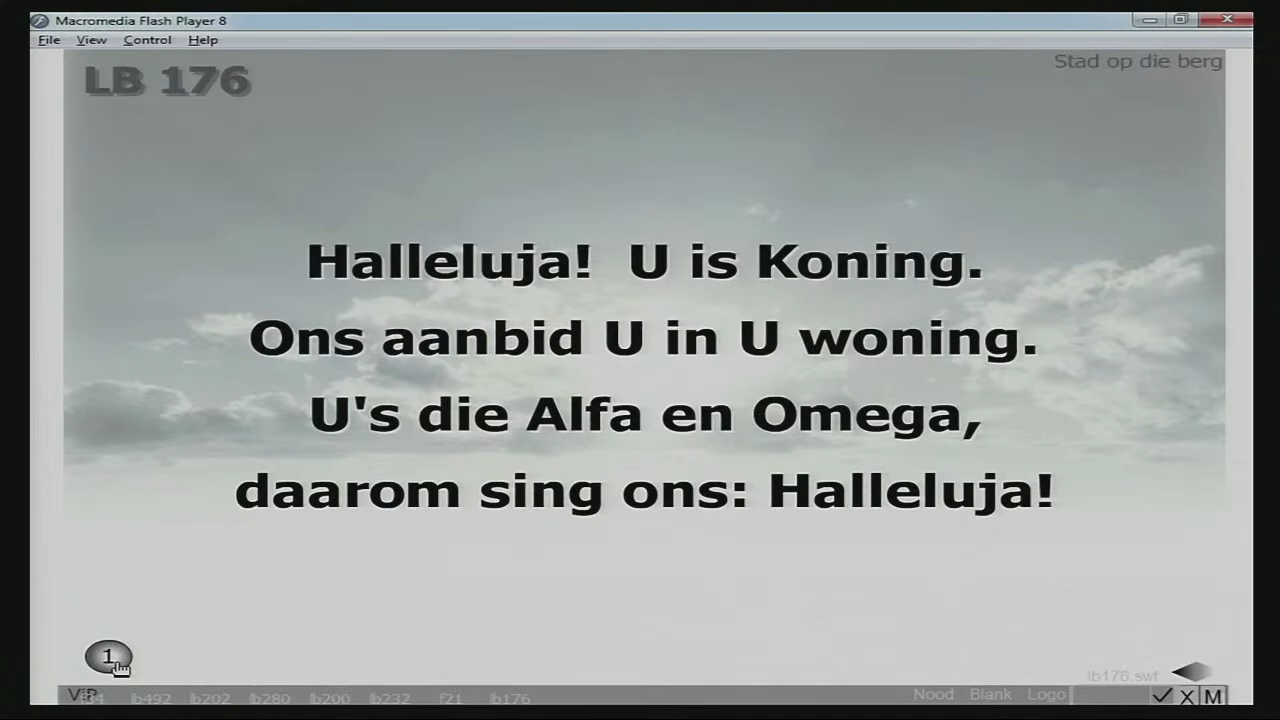 Macromedia Flash Player 8
File View Control Help
LB 176
Stad op die berg
Halleluja! U is Koning.
Ons aanbid U in U woning.
U's die Alfa en Omega,
daarom sing ons: Halleluja!
1
lb176.swf
ViP lb492 lb202 lb280 lb200 lb232 f21 lb176 Nood Blank Logo X M